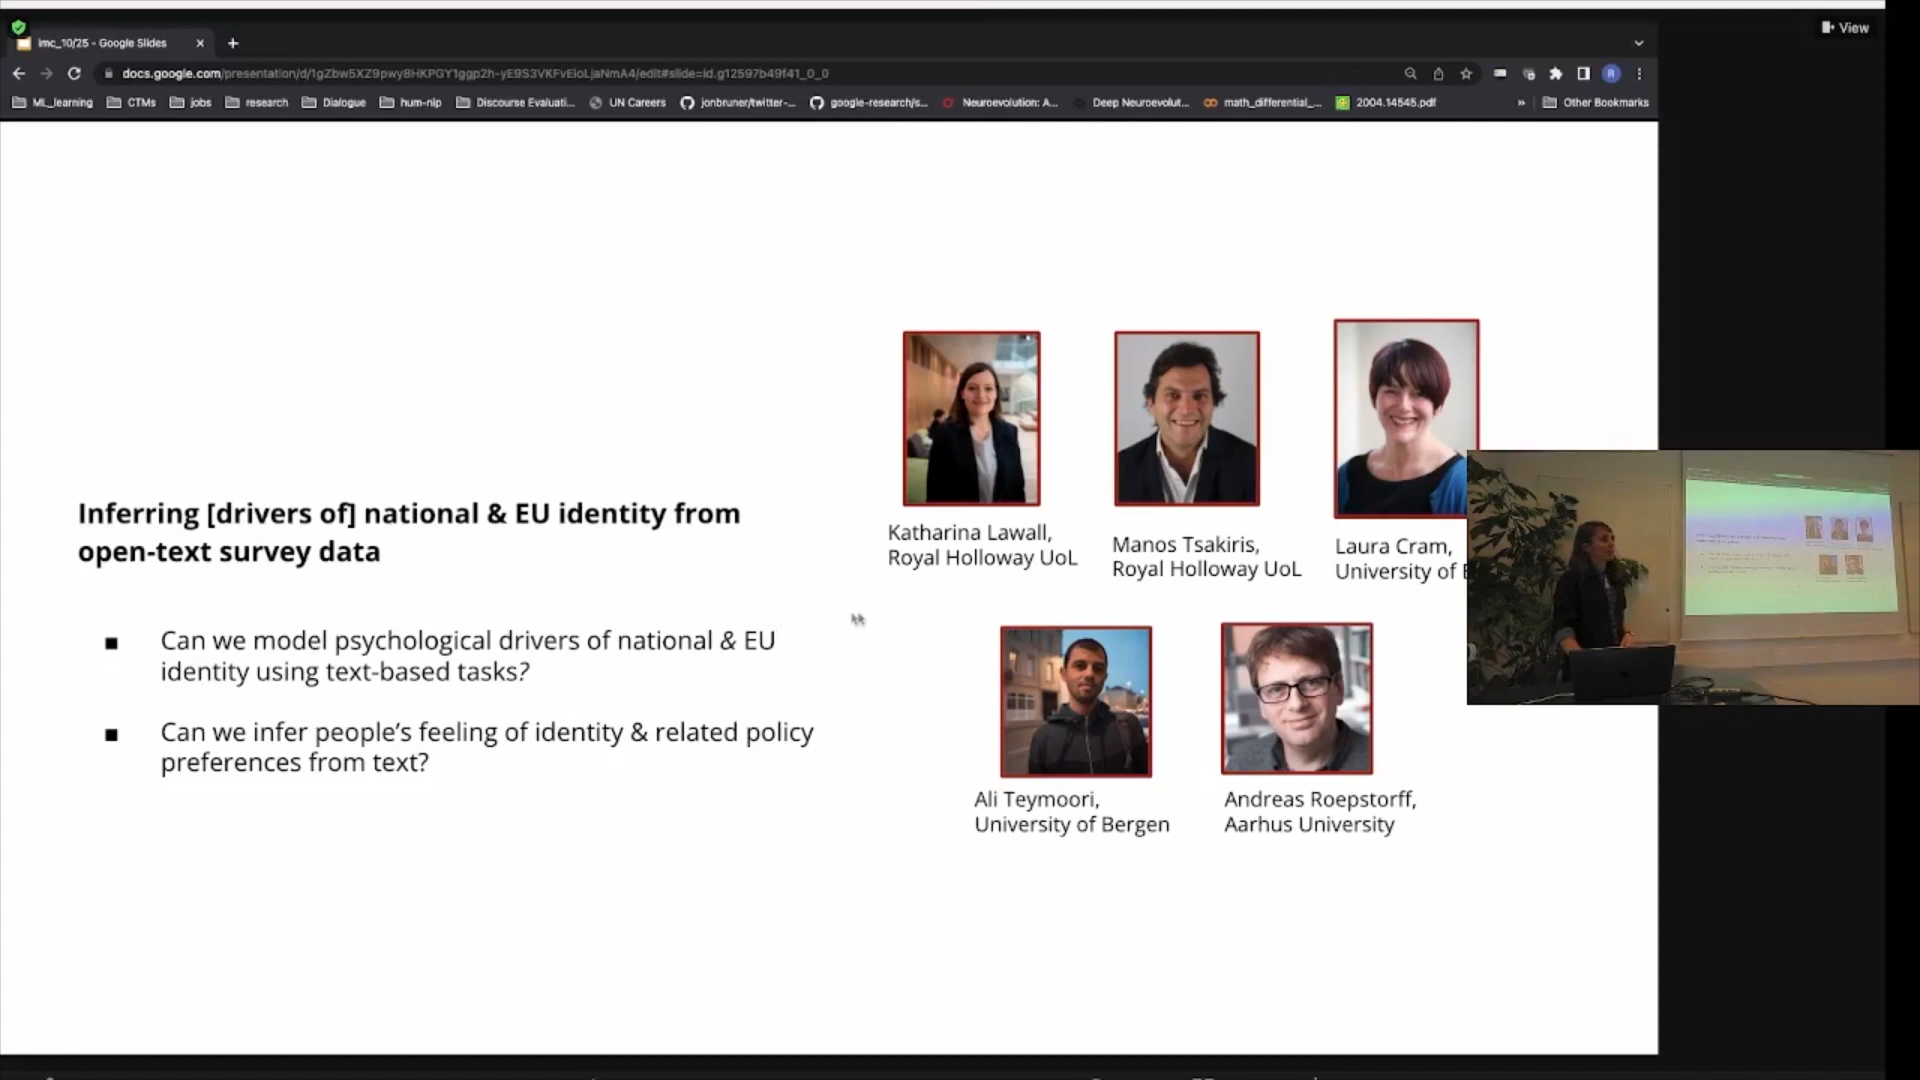 View
imc_10/25 - Google Slides
docs.google.com/presentation/d/1gZbw5XZ9pwy8HKPGY1ggp2h-yE9S3VKFvEioLjaNmA4/edit#slide=id.g12597b49f41_0_0
ML_learning CTMs jobs research Dialogue hum-nlp Discourse Evaluati... UN Careers jonbruner/twitter-... google-research/s... Neuroevolution: A... Deep Neuroevolut... math_differential_... 2004.14545.pdf » Other Bookmarks
Inferring [drivers of] national & EU identity from
open-text survey data
Can we model psychological drivers of national & EU
identity using text-based tasks?
Can we infer people's feeling of identity & related policy
preferences from text?
Katharina Lawall,
Royal Holloway UoL
Manos Tsakiris,
Royal Holloway UoL
Laura Cram,
University of
Ali Teymoori,
University of Bergen
Andreas Roepstorff,
Aarhus University